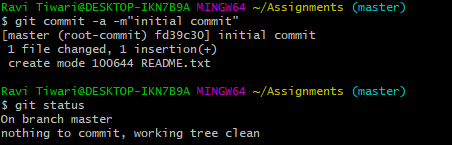 Ravi Tiwari@DESKTOP-IKN7B9A MINGW64 ~/Assignments (master)
$ git commit -a -m"initial commit"
[master (root-commit) fd39c30] initial commit
 1 file changed, 1 insertion(+)
 create mode 100644 README.txt

Ravi Tiwari@DESKTOP-IKN7B9A MINGW64 ~/Assignments (master)
$ git status
On branch master
nothing to commit, working tree clean